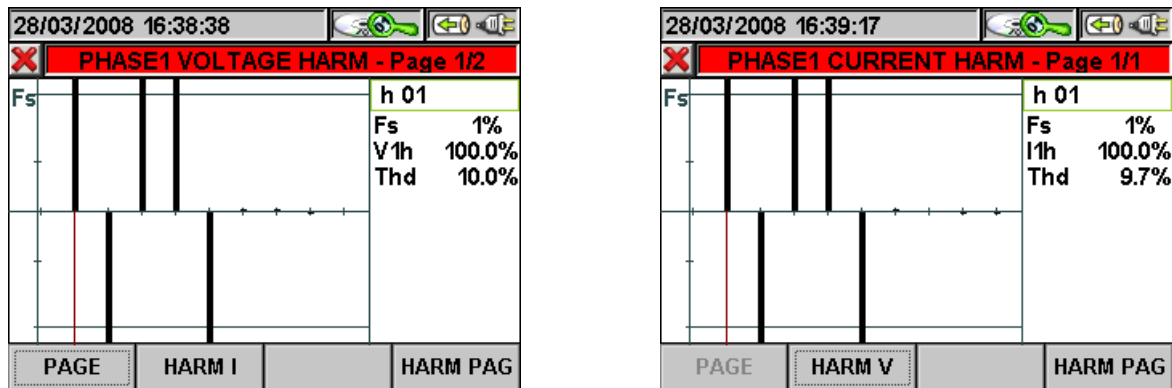 28/03/2008 16:38:38
PHASE1 VOLTAGE HARM - Page 1/2
Fs
h 01
Fs 1%
V1h 100.0%
Thd 10.0%
PAGE HARM I HARM PAG
28/03/2008 16:39:17
PHASE1 CURRENT HARM - Page 1/1
Fs
h 01
Fs 1%
I1h 100.0%
Thd 9.7%
PAGE HARM V HARM PAG